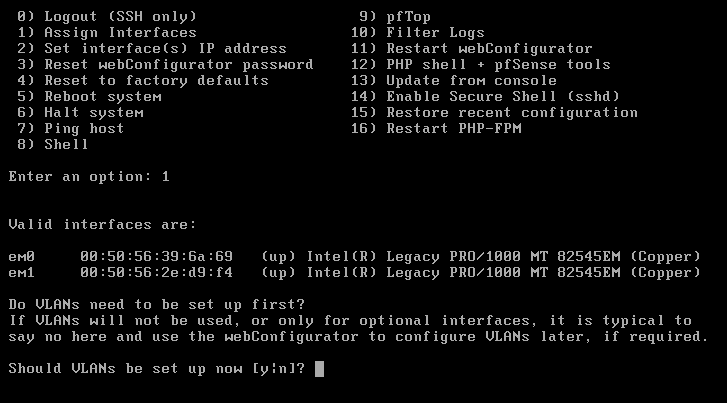 0) Logout (SSH only)                  9) pfTop
1) Assign Interfaces                 10) Filter Logs
2) Set interface(s) IP address       11) Restart webConfigurator
3) Reset webConfigurator password    12) PHP shell + pfSense tools
4) Reset to factory defaults         13) Update from console
5) Reboot system                     14) Enable Secure Shell (sshd)
6) Halt system                       15) Restore recent configuration
7) Ping host                         16) Restart PHP-FPM
8) Shell
Enter an option: 1
Valid interfaces are:
em0     00:50:56:39:6a:69   (up) Intel(R) Legacy PRO/1000 MT 82545EM (Copper)
em1     00:50:56:2e:d9:f4   (up) Intel(R) Legacy PRO/1000 MT 82545EM (Copper)
Do VLANs need to be set up first?
If VLANs will not be used, or only for optional interfaces, it is typical to
say no here and use the webConfigurator to configure VLANs later, if required.
Should VLANs be set up now [y|n]?